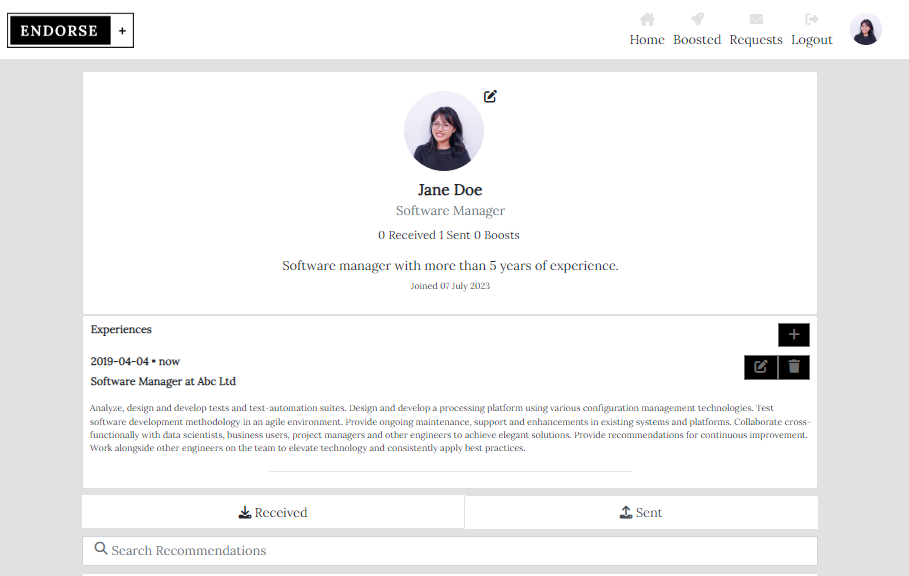 ENDORSE +
Home Boosted Requests Logout
Jane Doe
Software Manager
0 Received 1 Sent 0 Boosts
Software manager with more than 5 years of experience.
Joined 07 July 2023
Experiences
2019-04-04 • now
Software Manager at Abc Ltd
Analyze, design and develop tests and test-automation suites. Design and develop a processing platform using various configuration management technologies. Test
software development methodology in an agile environment. Provide ongoing maintenance, support and enhancements in existing systems and platforms. Collaborate cross-
functionally with data scientists, business users, project managers and other engineers to achieve elegant solutions. Provide recommendations for continuous improvement.
Work alongside other engineers on the team to elevate technology and consistently apply best practices.
Received Sent
Search Recommendations